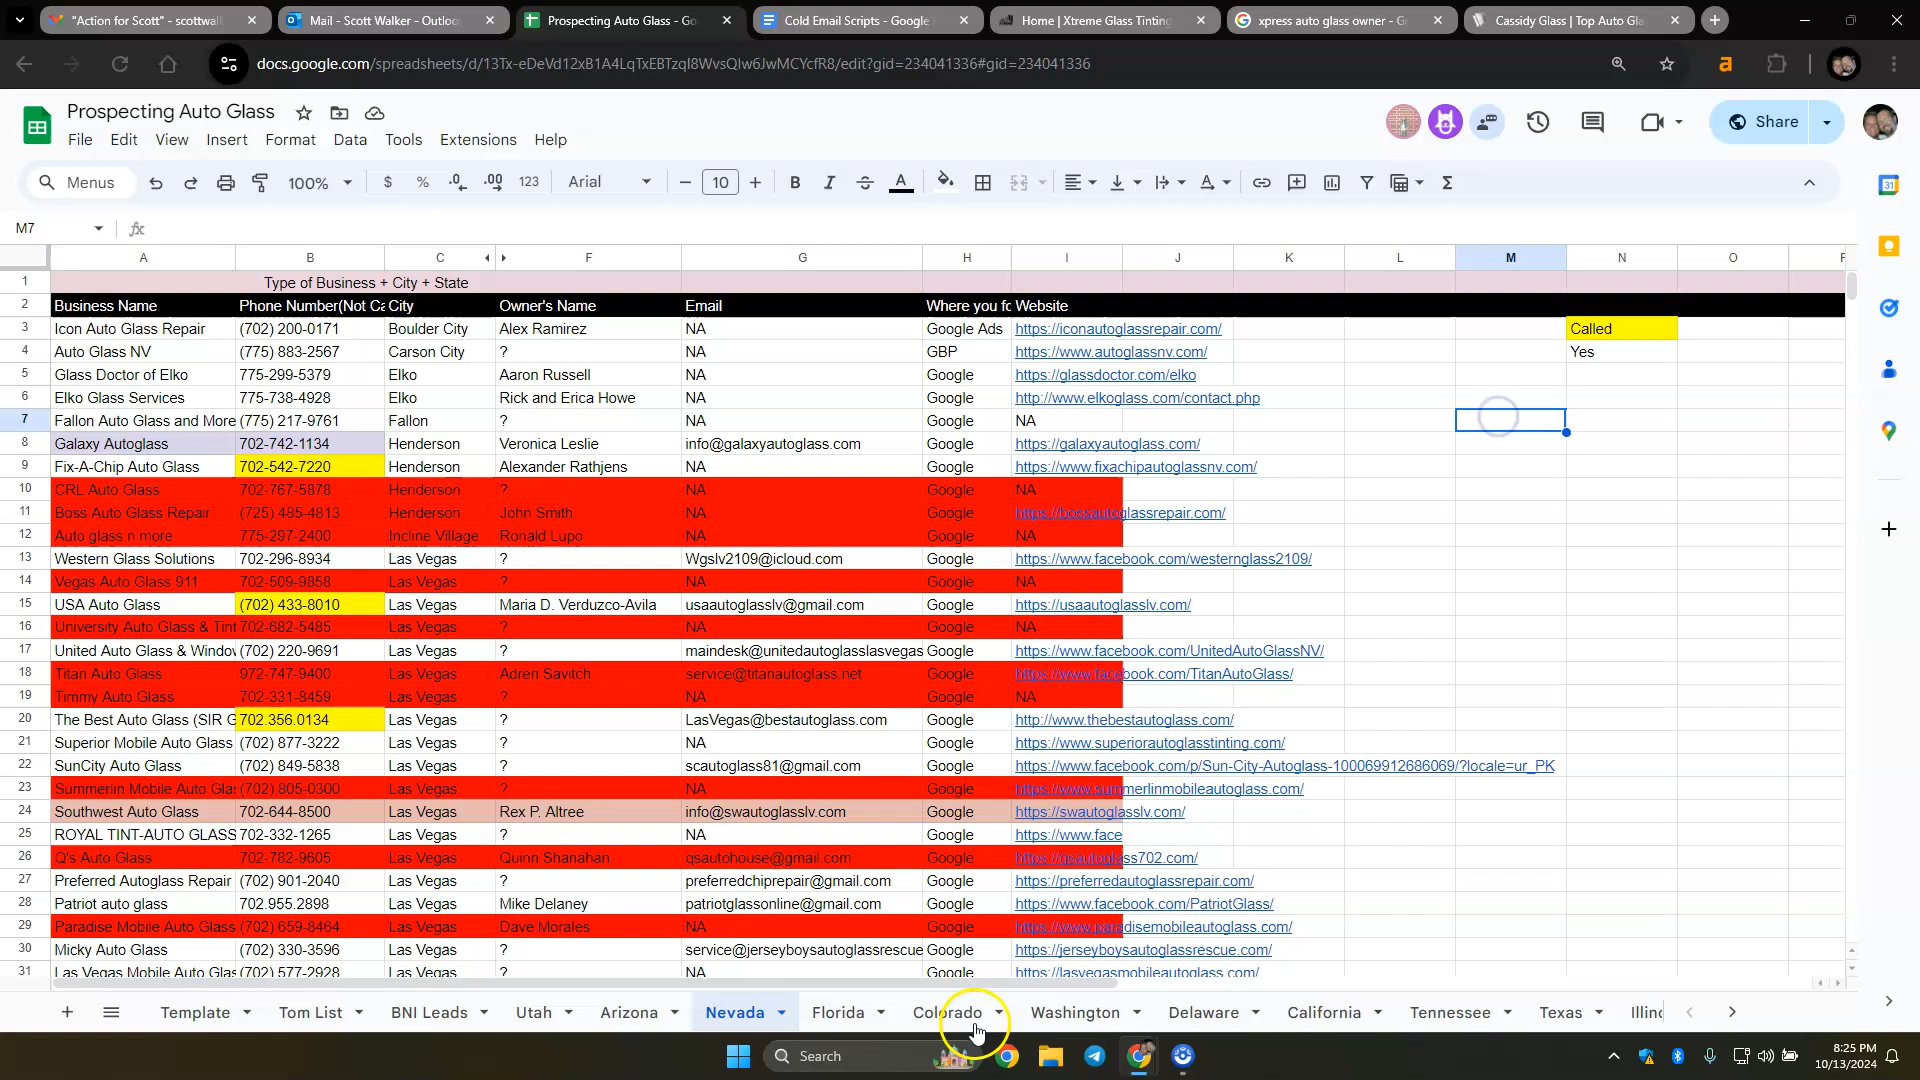 "Action for Scott" - scottwal
Mail - Scott Walker - Outloo
Prospecting Auto Glass - Go
Cold Email Scripts - Google
Home | Xtreme Glass Tinting
xpress auto glass owner - G
Cassidy Glass | Top Auto Gla
docs.google.com/spreadsheets/d/13Tx-eDeVd12xB1A4LqTxEBTzqI8WvsQIw6JwMCYcfR8/edit?gid=234041336#gid=234041336
Prospecting Auto Glass
File Edit View Insert Format Data Tools Extensions Help
Share
Menus 100% $ % .0 .00 123 Arial 10 B I A
M7 fx
A B C F G H I J K L M N O
1 Type of Business + City + State
2 Business Name Phone Number(Not Ca City Owner's Name Email Where you fo Website
3 Icon Auto Glass Repair (702) 200-0171 Boulder City Alex Ramirez NA Google Ads https://iconautoglassrepair.com/ Called
4 Auto Glass NV (775) 883-2567 Carson City ? NA GBP https://www.autoglassnv.com/ Yes
5 Glass Doctor of Elko 775-299-5379 Elko Aaron Russell NA Google https://glassdoctor.com/elko
6 Elko Glass Services 775-738-4928 Elko Rick and Erica Howe NA Google http://www.elkoglass.com/contact.php
7 Fallon Auto Glass and More (775) 217-9761 Fallon ? NA Google NA
8 Galaxy Autoglass 702-742-1134 Henderson Veronica Leslie info@galaxyautoglass.com Google https://galaxyautoglass.com/
9 Fix-A-Chip Auto Glass 702-542-7220 Henderson Alexander Rathjens NA Google https://www.fixachipautoglassnv.com/
10 CRL Auto Glass 702-767-5878 Henderson ? NA Google NA
11 Boss Auto Glass Repair (725) 485-4813 Henderson John Smith NA Google https://bossautoglassrepair.com/
12 Auto glass n more 775-297-2400 Incline Village Ronald Lupo NA Google NA
13 Western Glass Solutions 702-296-8934 Las Vegas ? Wgslv2109@icloud.com Google https://www.facebook.com/westernglass2109/
14 Vegas Auto Glass 911 702-509-9858 Las Vegas ? NA Google NA
15 USA Auto Glass (702) 433-8010 Las Vegas Maria D. Verduzco-Avila usaautoglasslv@gmail.com Google https://usaautoglasslv.com/
16 University Auto Glass & Tint 702-682-5485 Las Vegas ? NA Google NA
17 United Auto Glass & Window (702) 220-9691 Las Vegas ? maindesk@unitedautoglasslasvegas Google https://www.facebook.com/UnitedAutoGlassNV/
18 Titan Auto Glass 972-747-9400 Las Vegas Adren Savitch service@titanautoglass.net Google https://www.facebook.com/TitanAutoGlass/
19 Timmy Auto Glass 702-331-8459 Las Vegas ? NA Google NA
20 The Best Auto Glass (SIR G 702.356.0134 Las Vegas ? LasVegas@bestautoglass.com Google http://www.thebestautoglass.com/
21 Superior Mobile Auto Glass (702) 877-3222 Las Vegas ? NA Google https://www.superiorautoglasstinting.com/
22 SunCity Auto Glass (702) 849-5838 Las Vegas ? scautoglass81@gmail.com Google https://www.facebook.com/p/Sun-City-Autoglass-100069912686069/?locale=ur_PK
23 Summerlin Mobile Auto Glas (702) 805-0300 Las Vegas ? NA Google https://www.summerlinmobileautoglass.com/
24 Southwest Auto Glass 702-644-8500 Las Vegas Rex P. Altree info@swautoglasslv.com Google https://swautoglasslv.com/
25 ROYAL TINT-AUTO GLASS 702-332-1265 Las Vegas ? NA Google https://www.face
26 Q's Auto Glass 702-782-9605 Las Vegas Quinn Shanahan qsautohouse@gmail.com Google https://qsautoglass702.com/
27 Preferred Autoglass Repair (702) 901-2040 Las Vegas ? preferredchiprepair@gmail.com Google https://preferredautoglassrepair.com/
28 Patriot auto glass 702.955.2898 Las Vegas Mike Delaney patriotglassonline@gmail.com Google https://www.facebook.com/PatriotGlass/
29 Paradise Mobile Auto Glass (702) 659-8464 Las Vegas Dave Morales NA Google https://www.paradisemobileautoglass.com/
30 Micky Auto Glass (702) 330-3596 Las Vegas ? service@jerseyboysautoglassrescue Google https://jerseyboysautoglassrescue.com/
31 Las Vegas Mobile Auto Glas (702) 577-2928 Las Vegas ? NA Google https://lasvegasmobileautoglass.com/
Template Tom List BNI Leads Utah Arizona Nevada Florida Colorado Washington Delaware California Tennessee Texas Illino
Search
8:25 PM
10/13/2024